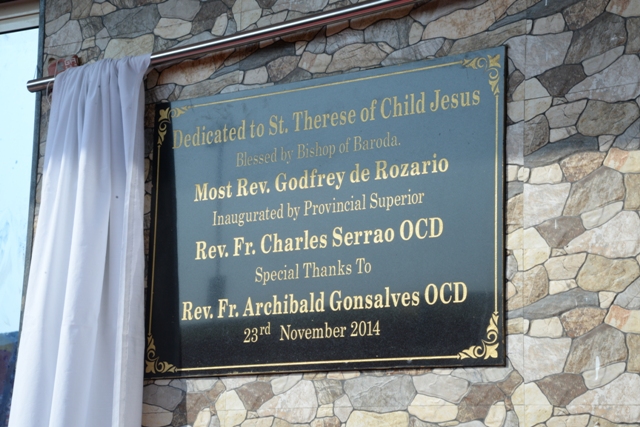 Dedicated to St. Therese of Child Jesus
Blessed by Bishop of Baroda.
Most Rev. Godfrey de Rozario
Inaugurated by Provincial Superior
Rev. Fr. Charles Serrao OCD
Special Thanks To
Rev. Fr. Archibald Gonsalves OCD
23rd November 2014